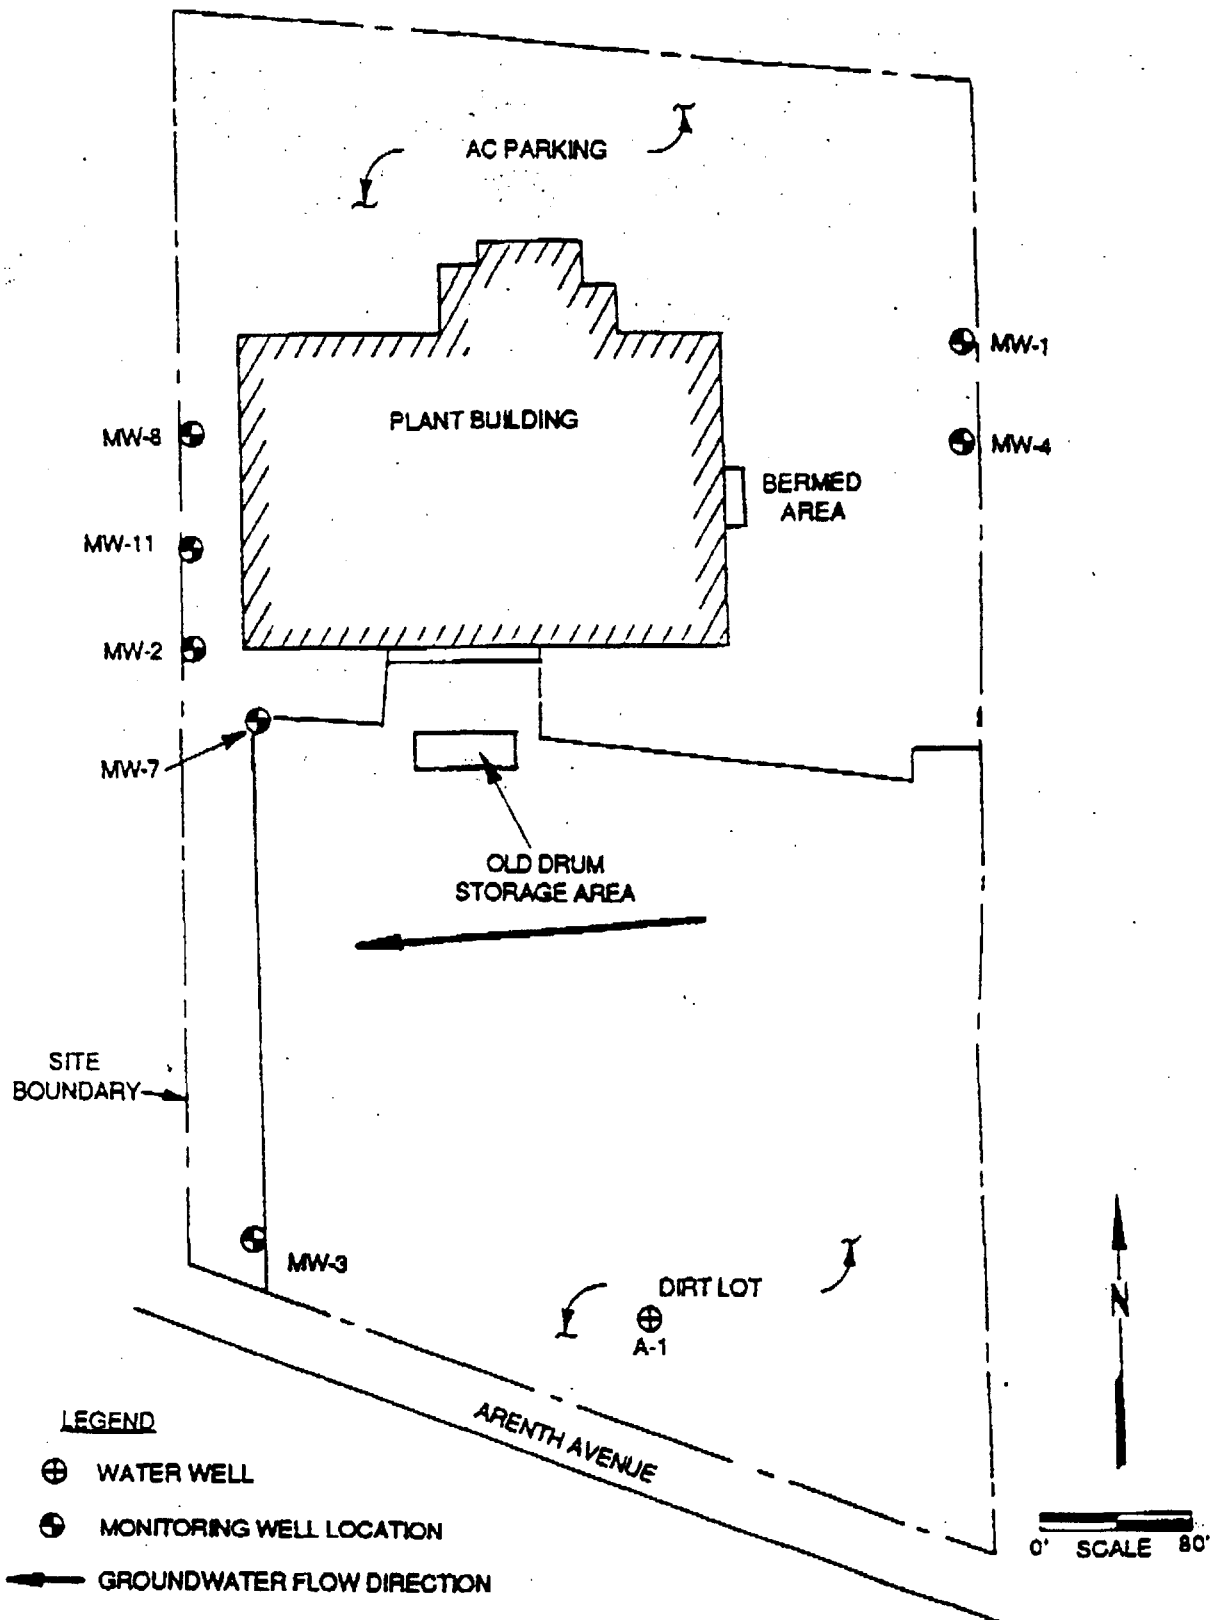 AC PARKING
MW-1
PLANT BUILDING
MW-8
MW-4
BERMED
AREA
MW-11
MW-2
MW-7
OLD DRUM
STORAGE AREA
SITE
BOUNDARY
MW-3
DIRT LOT
A-1
N
ARENTH AVENUE
LEGEND
WATER WELL
MONITORING WELL LOCATION
GROUNDWATER FLOW DIRECTION
0' SCALE 80'